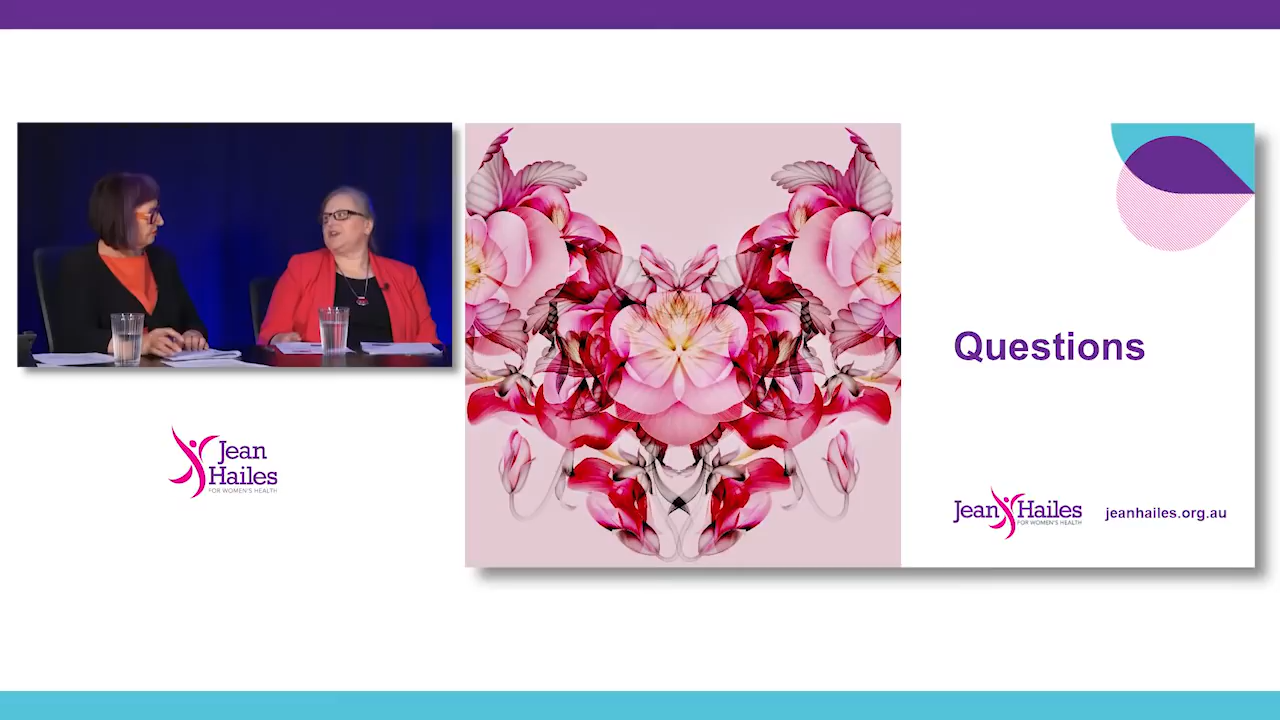 Jean
Hailes
FOR WOMEN'S HEALTH
Questions
Jean Hailes
FOR WOMEN'S HEALTH
jeanhailes.org.au